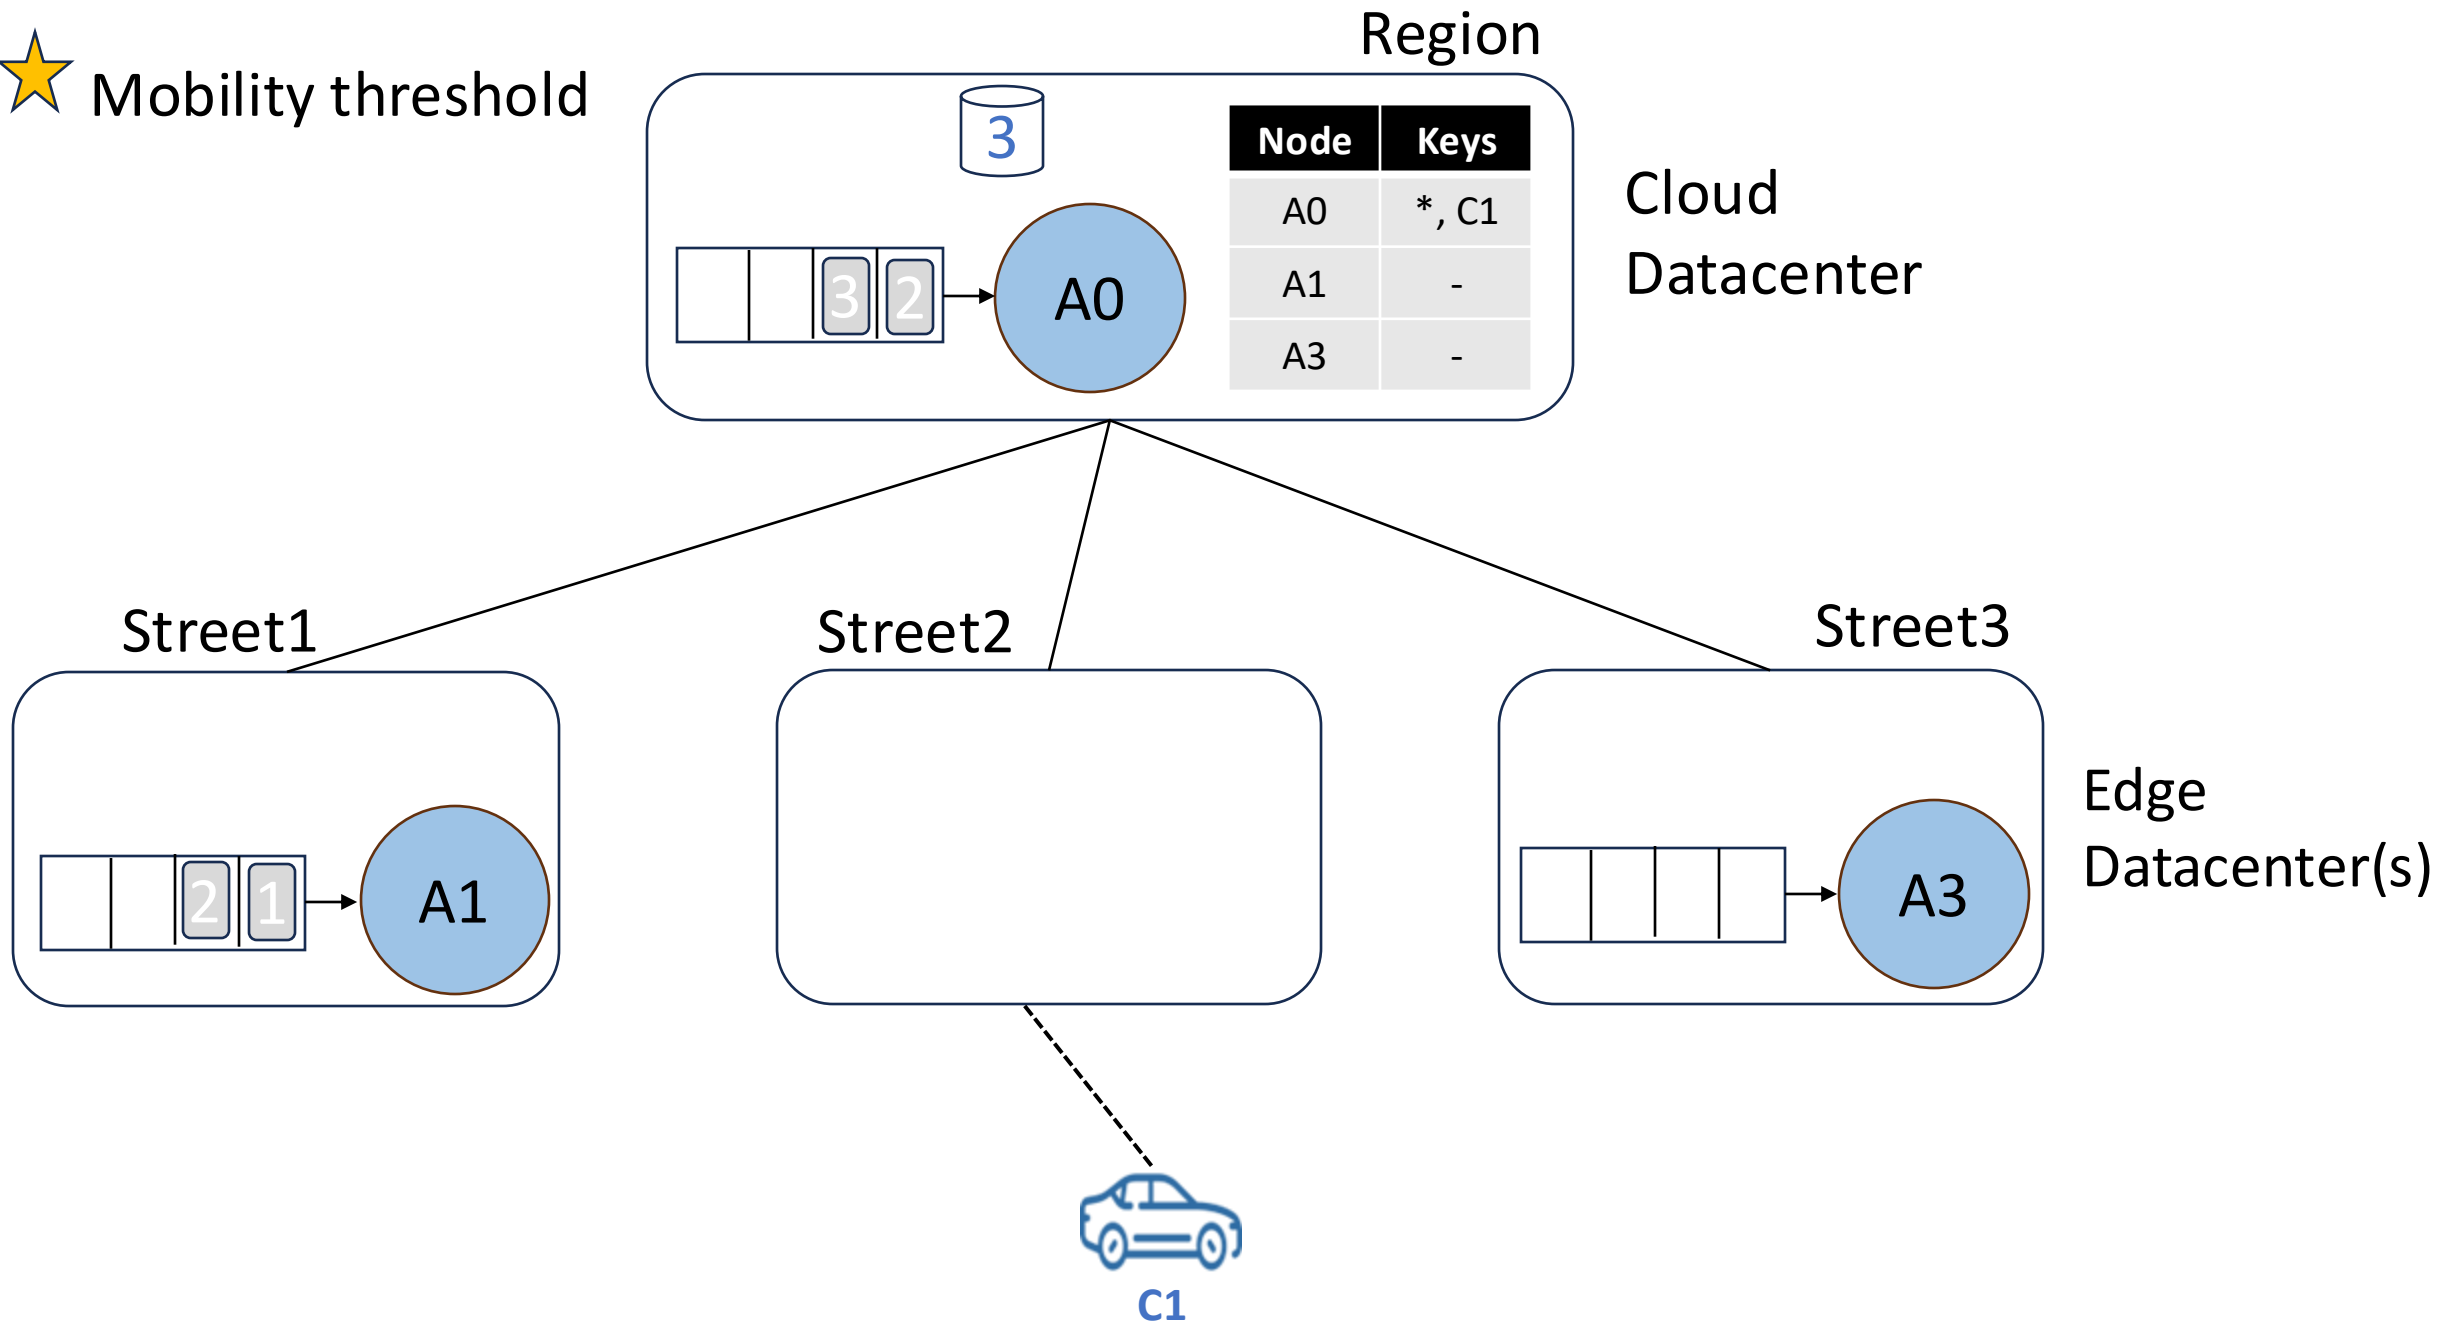 Region
Mobility threshold
3
Node Keys
A0 *, C1
A1 -
A3 -
Cloud
Datacenter
3 2
A0
Street1
Street2
Street3
2 1
A1
A3
Edge
Datacenter(s)
C1